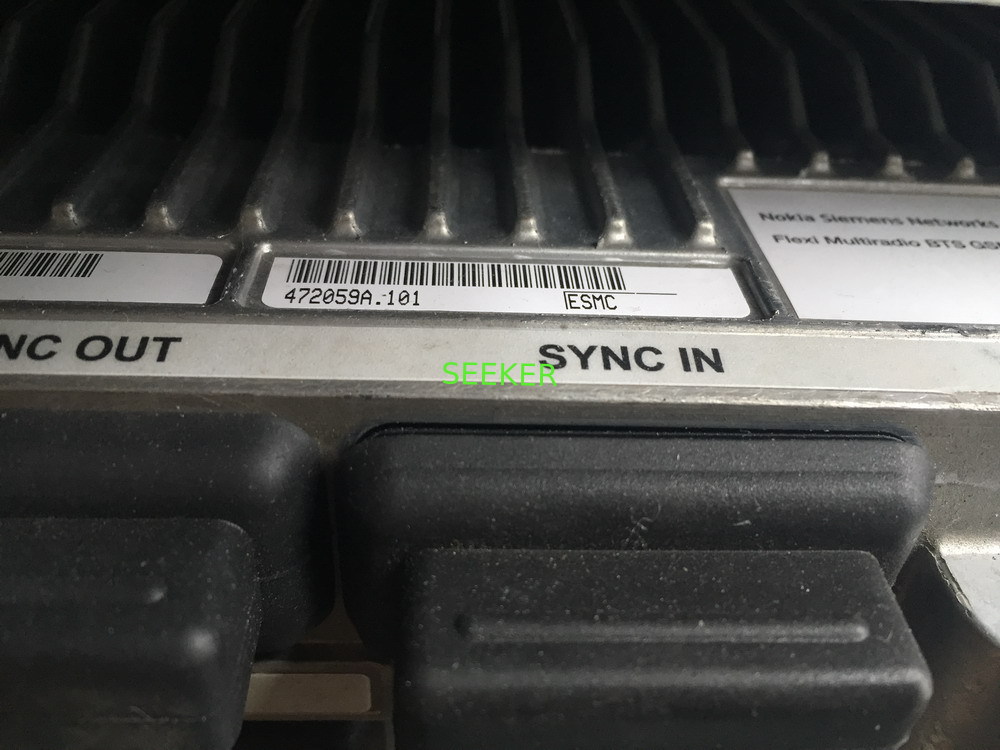 Nokia Siemens Networks
Flexi Multiradio BTS
472059A.101
ESMC
NC OUT
SYNC IN
SEEKER